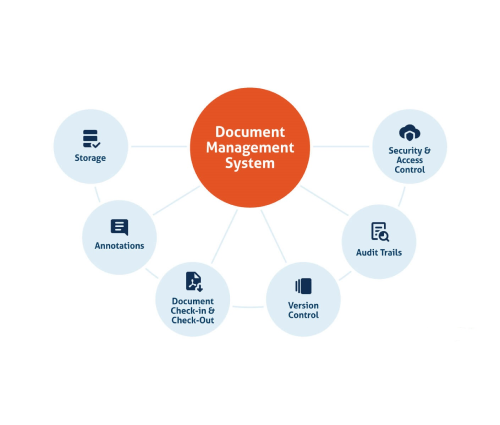 Document
Management
System
Storage
Security &
Access
Control
Annotations
Audit Trails
Document
Check-in &
Check-Out
Version
Control